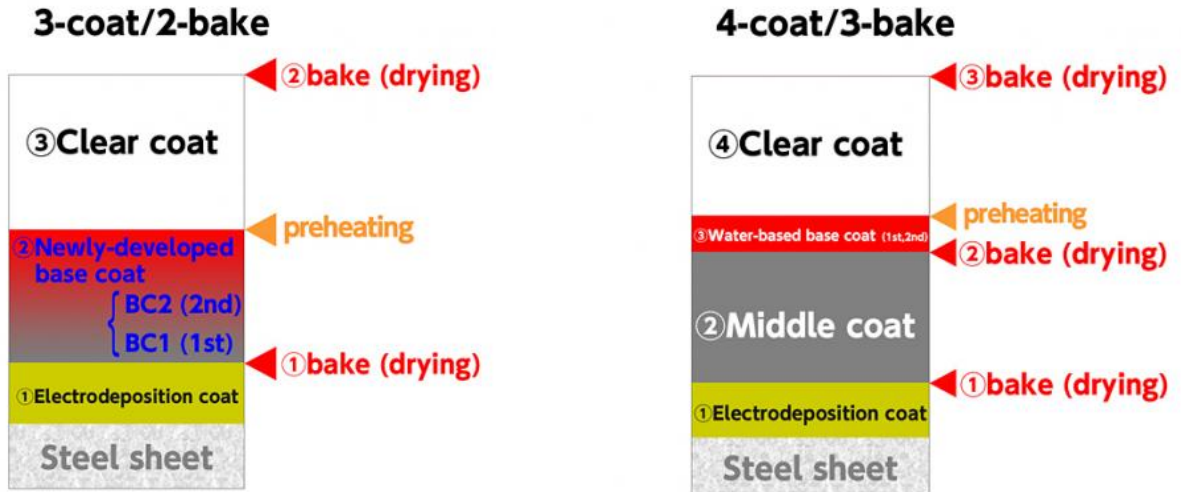 3-coat/2-bake
②bake (drying)
③Clear coat
preheating
②Newly-developed
base coat
BC2 (2nd)
BC1 (1st)
①bake (drying)
①Electrodeposition coat
Steel sheet
4-coat/3-bake
③bake (drying)
④Clear coat
preheating
③Water-based base coat (1st,2nd)
②bake (drying)
②Middle coat
①bake (drying)
①Electrodeposition coat
Steel sheet